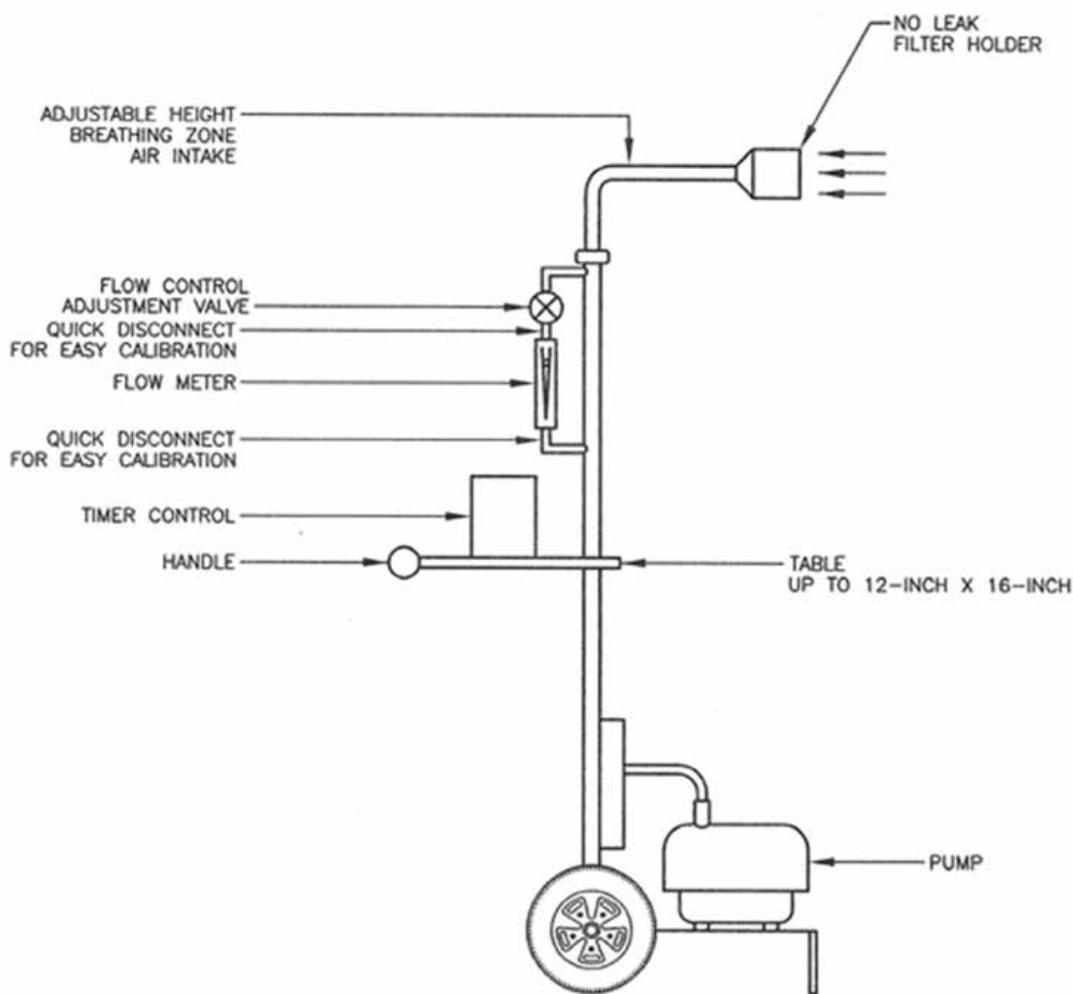 NO LEAK
FILTER HOLDER
ADJUSTABLE HEIGHT
BREATHING ZONE
AIR INTAKE
FLOW CONTROL
ADJUSTMENT VALVE
QUICK DISCONNECT
FOR EASY CALIBRATION
FLOW METER
QUICK DISCONNECT
FOR EASY CALIBRATION
TIMER CONTROL
HANDLE
TABLE
UP TO 12-INCH X 16-INCH
PUMP